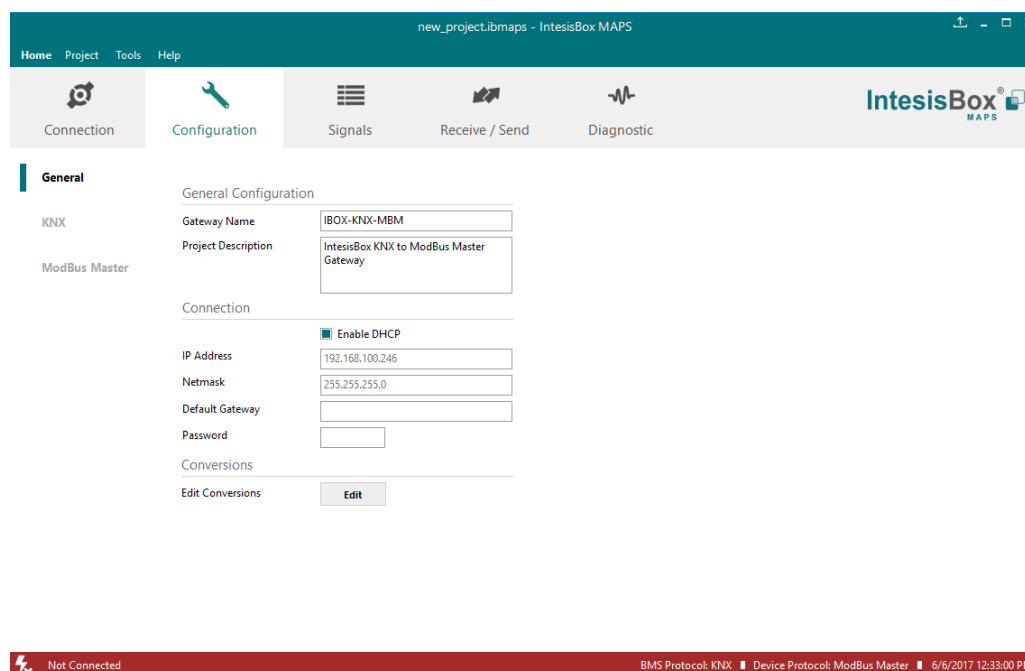 new_project.ibmaps - IntesisBox MAPS
Home Project Tools Help
Connection Configuration Signals Receive / Send Diagnostic
IntesisBox®
MAPS
General
KNX
ModBus Master
General Configuration
Gateway Name IBOX-KNX-MBM
Project Description IntesisBox KNX to ModBus Master
Gateway
Connection
Enable DHCP
IP Address 192.168.100.246
Netmask 255.255.255.0
Default Gateway
Password
Conversions
Edit Conversions Edit
Not Connected BMS Protocol: KNX Device Protocol: ModBus Master 6/6/2017 12:33:00 P